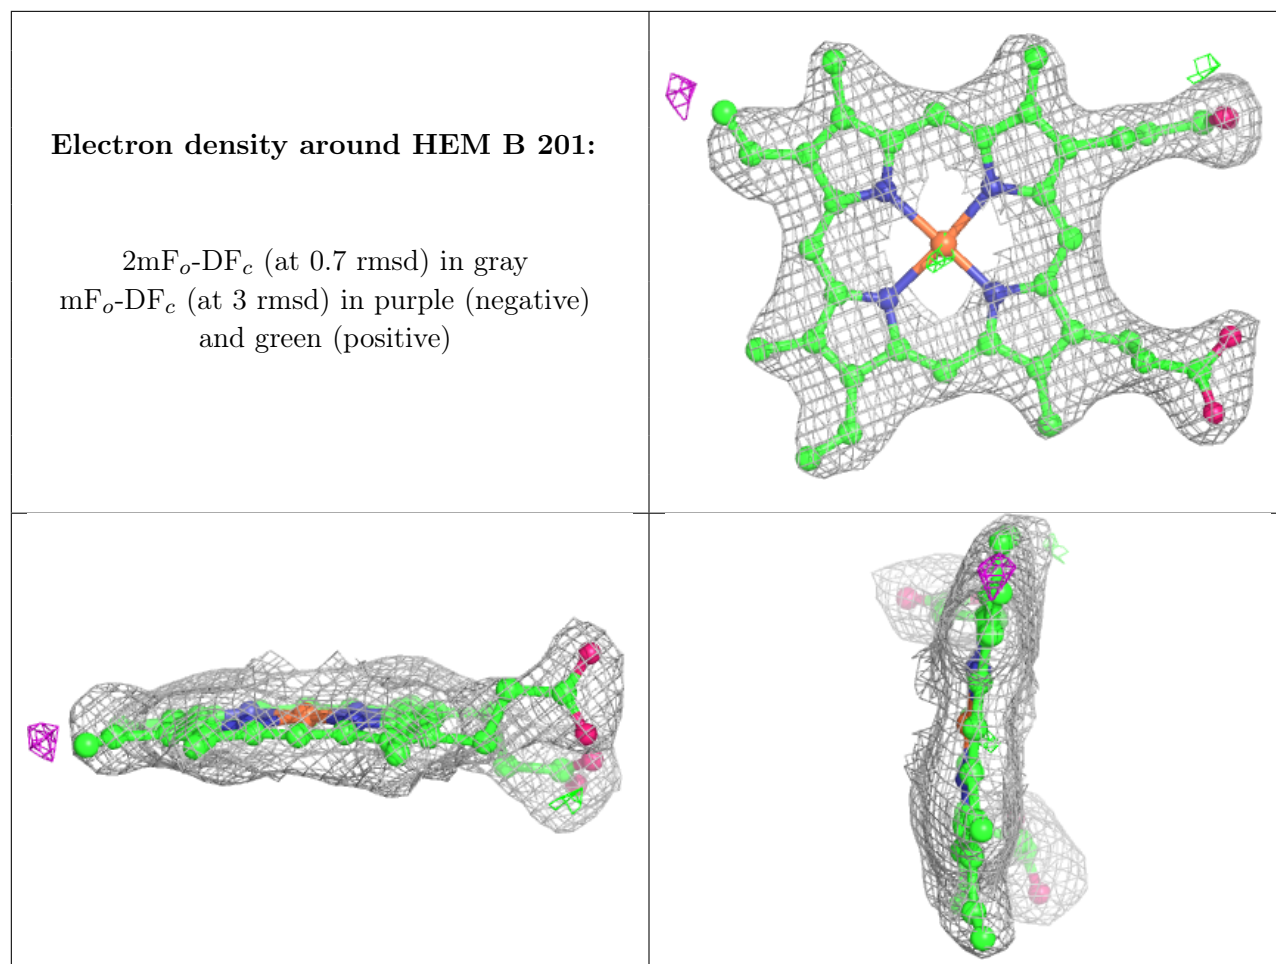 Electron density around HEM B 201:
2mFo-DFc (at 0.7 rmsd) in gray
mFo-DFc (at 3 rmsd) in purple (negative)
and green (positive)